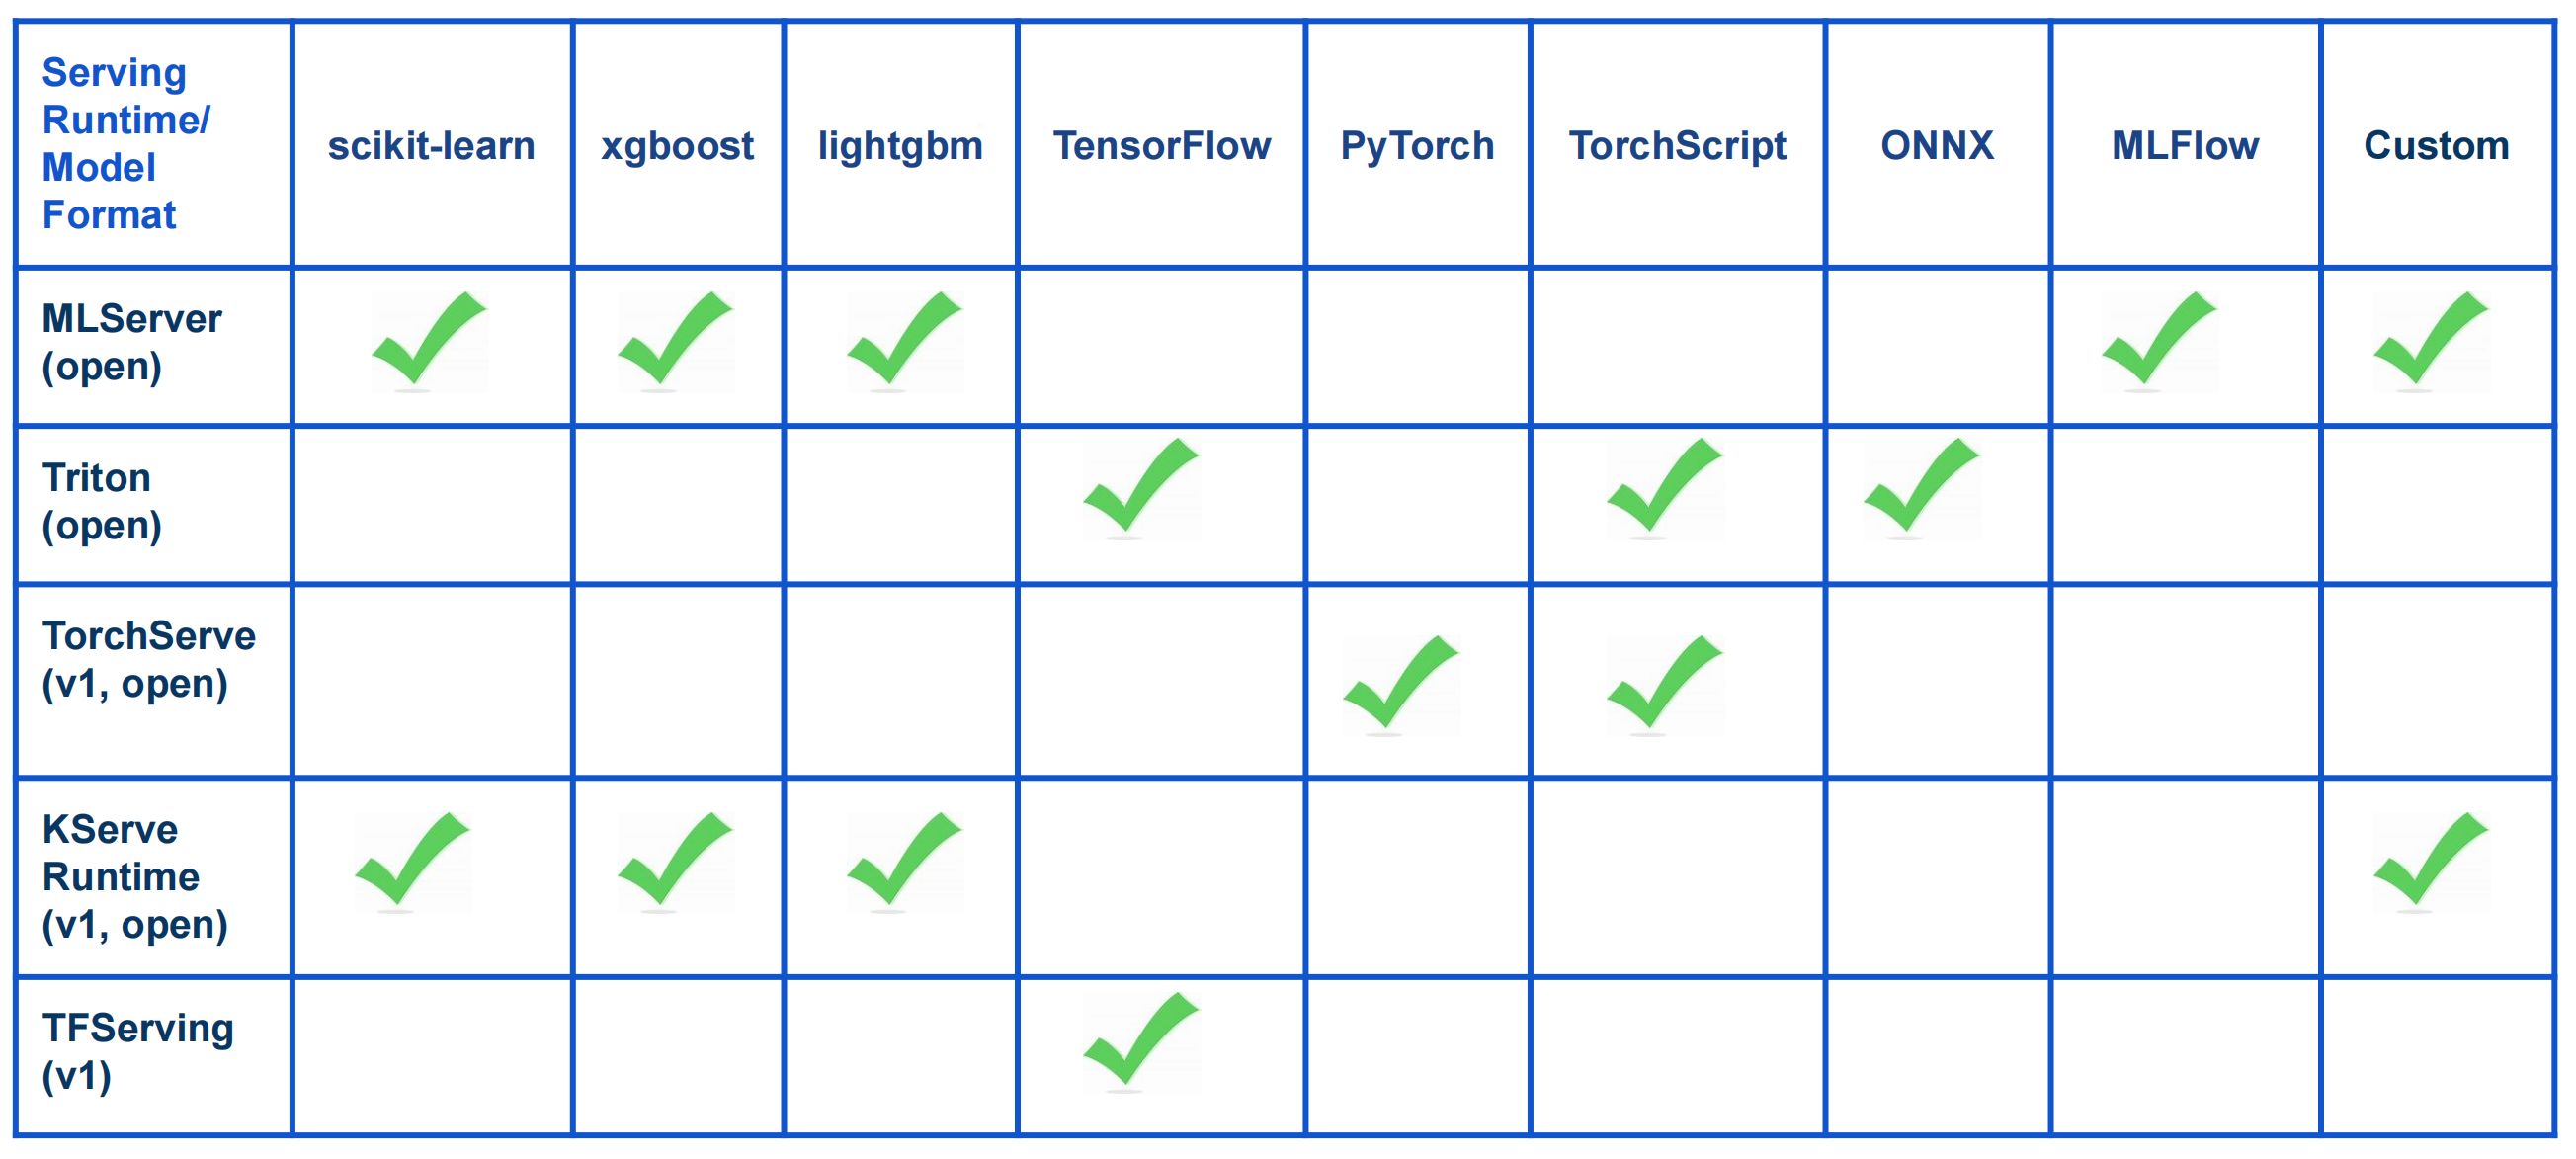 Serving
Runtime/
Model
Format
scikit-learn
xgboost
lightgbm
TensorFlow
PyTorch
TorchScript
ONNX
MLFlow
Custom
MLServer
(open)
Triton
(open)
TorchServe
(v1, open)
KServe
Runtime
(v1, open)
TFServing
(v1)